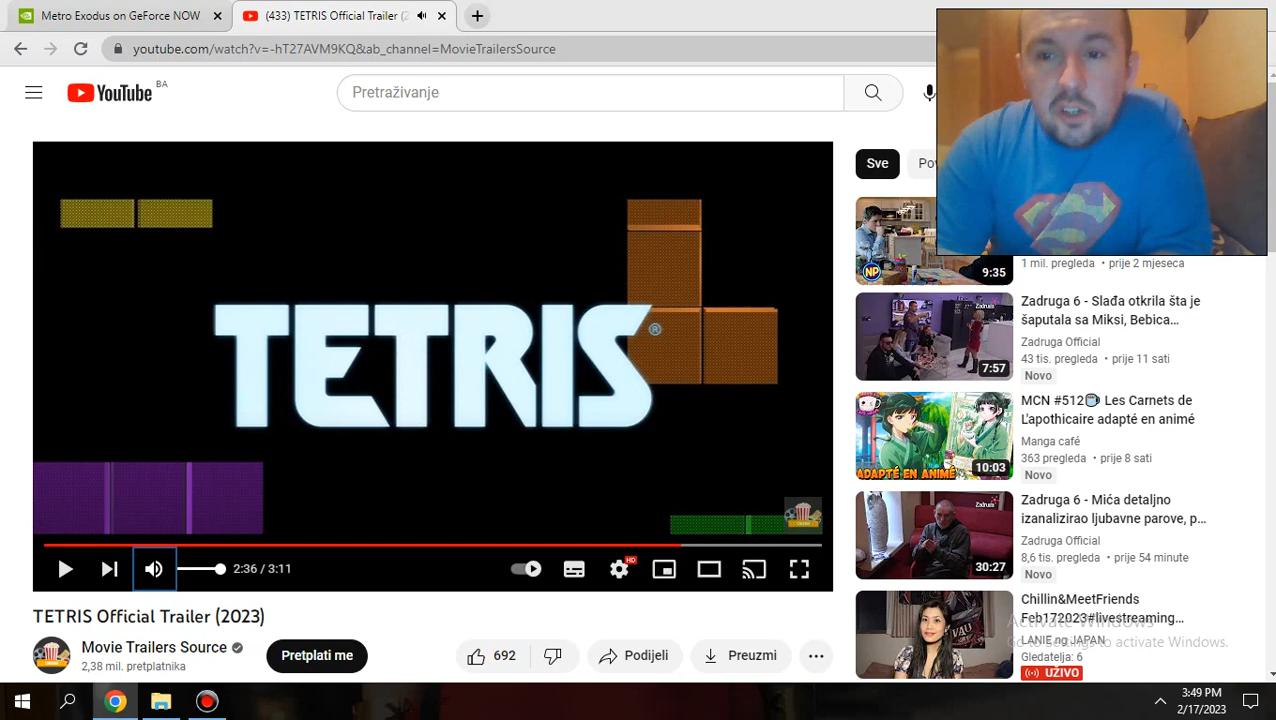 Metro Exodus on GeForce NOW
(433) TETRIS Official Trailer (2
youtube.com/watch?v=-hT27AVM9KQ&ab_channel=MovieTrailersSource
YouTube BA
Pretraživanje
Sve
Pov
TETRIS®
2:36 / 3:11
HD
TETRIS Official Trailer (2023)
Movie Trailers Source
2,38 mil. pretplatnika
Pretplati me
692
Podijeli
Preuzmi
NP
9:35
1 mil. pregleda • prije 2 mjeseca
Zadruga
7:57
Zadruga 6 - Slađa otkrila šta je
šaputala sa Miksi, Bebica...
Zadruga Official
43 tis. pregleda • prije 11 sati
Novo
ADAPTÉ EN ANIMÉ
10:03
MCN #512☕ Les Carnets de
L'apothicaire adapté en animé
Manga café
363 pregleda • prije 8 sati
Novo
Zadruga
30:27
Zadruga 6 - Mića detaljno
izanalizirao ljubavne parove, p...
Zadruga Official
8,6 tis. pregleda • prije 54 minute
Novo
VAU
Chillin&MeetFriends
Feb172023#livestreaming...
LANIE ng JAPAN
Gledatelja: 6
UŽIVO
Activate Windows
Go to Settings to activate Windows.
3:49 PM
2/17/2023